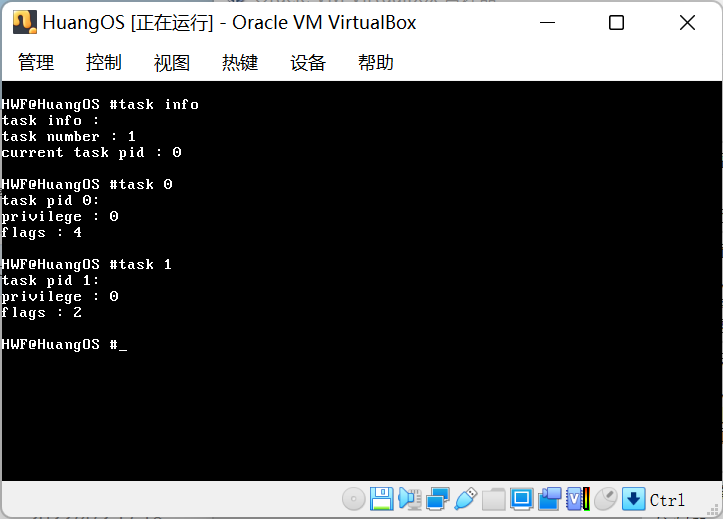 HuangOS [正在运行] - Oracle VM VirtualBox
管理 控制 视图 热键 设备 帮助
HWF@HuangOS #task info
task info :
task number : 1
current task pid : 0
HWF@HuangOS #task 0
task pid 0:
privilege : 0
flags : 4
HWF@HuangOS #task 1
task pid 1:
privilege : 0
flags : 2
HWF@HuangOS #_
Ctrl